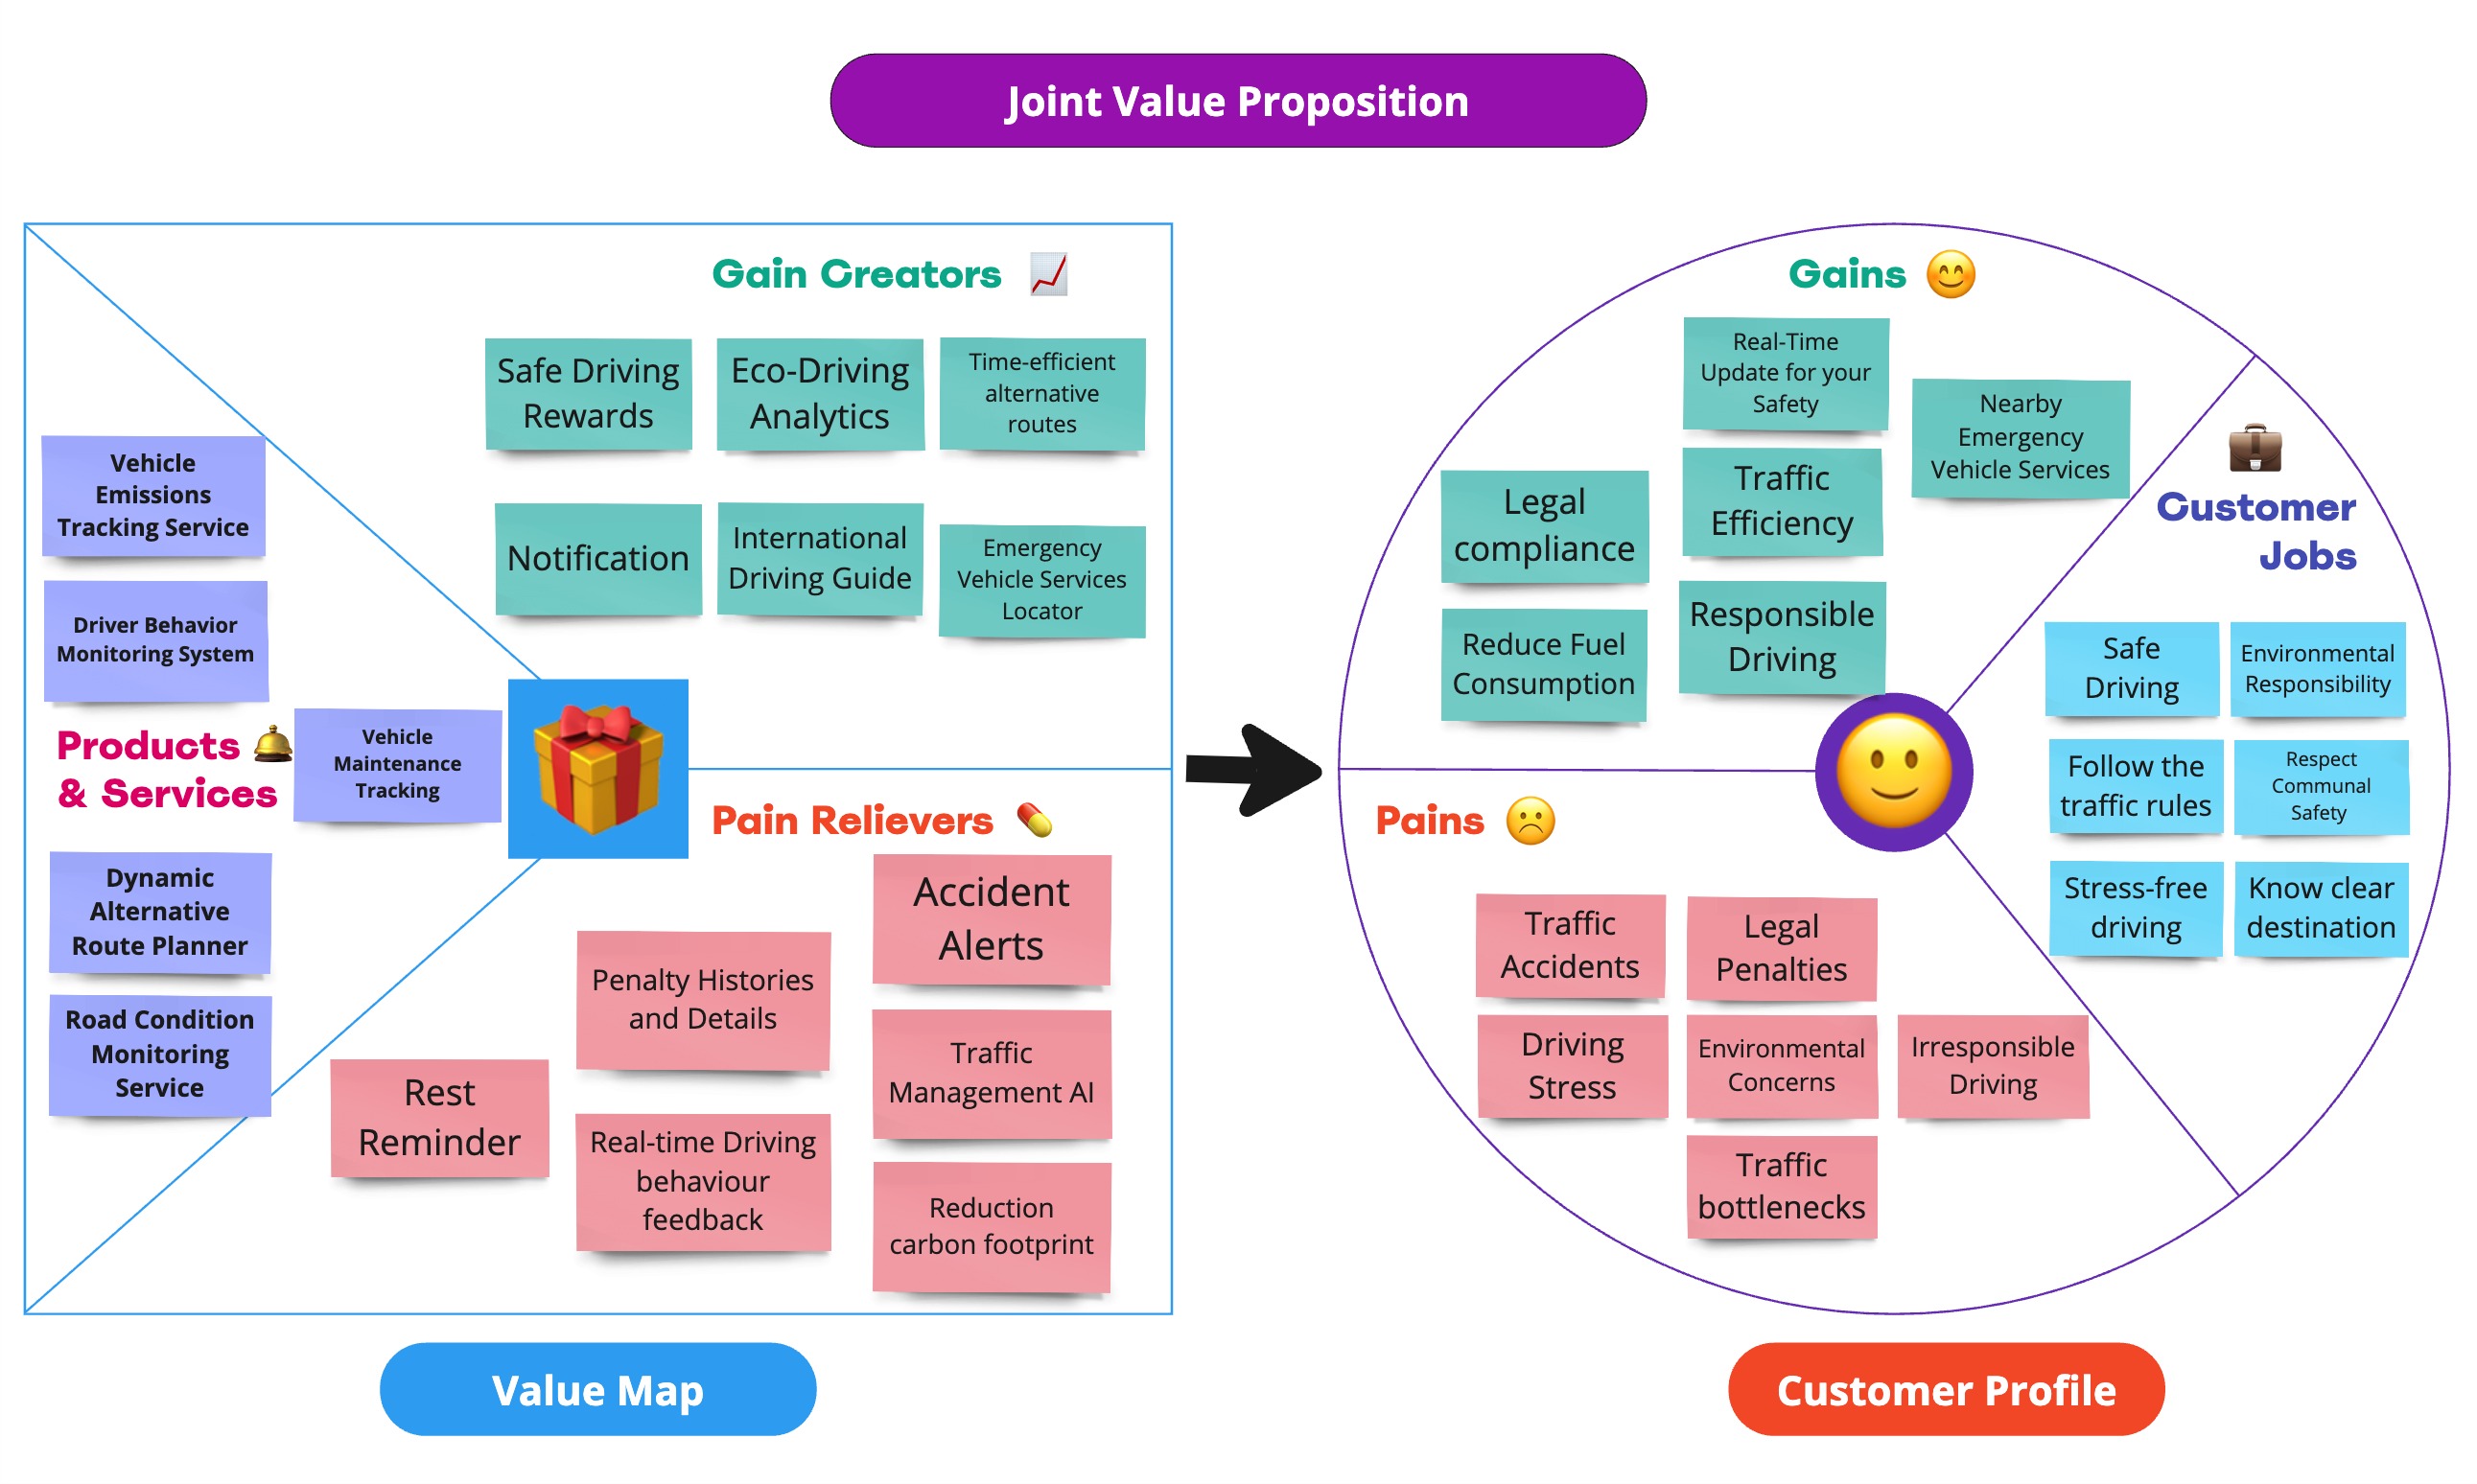 Joint Value Proposition
Gain Creators
Safe Driving
Rewards
Eco-Driving
Analytics
Time-efficient
alternative
routes
Notification
International
Driving Guide
Emergency
Vehicle Services
Locator
Vehicle
Emissions
Tracking Service
Driver Behavior
Monitoring System
Products
& Services
Vehicle
Maintenance
Tracking
Dynamic
Alternative
Route Planner
Road Condition
Monitoring
Service
Pain Relievers
Accident
Alerts
Penalty Histories
and Details
Traffic
Management AI
Rest
Reminder
Real-time Driving
behaviour
feedback
Reduction
carbon footprint
Value Map
Gains
Real-Time
Update for your
Safety
Nearby
Emergency
Vehicle Services
Legal
compliance
Traffic
Efficiency
Reduce Fuel
Consumption
Responsible
Driving
Customer
Jobs
Safe
Driving
Environmental
Responsibility
Follow the
traffic rules
Respect
Communal
Safety
Stress-free
driving
Know clear
destination
Pains
Traffic
Accidents
Legal
Penalties
Driving
Stress
Environmental
Concerns
Irresponsible
Driving
Traffic
bottlenecks
Customer Profile